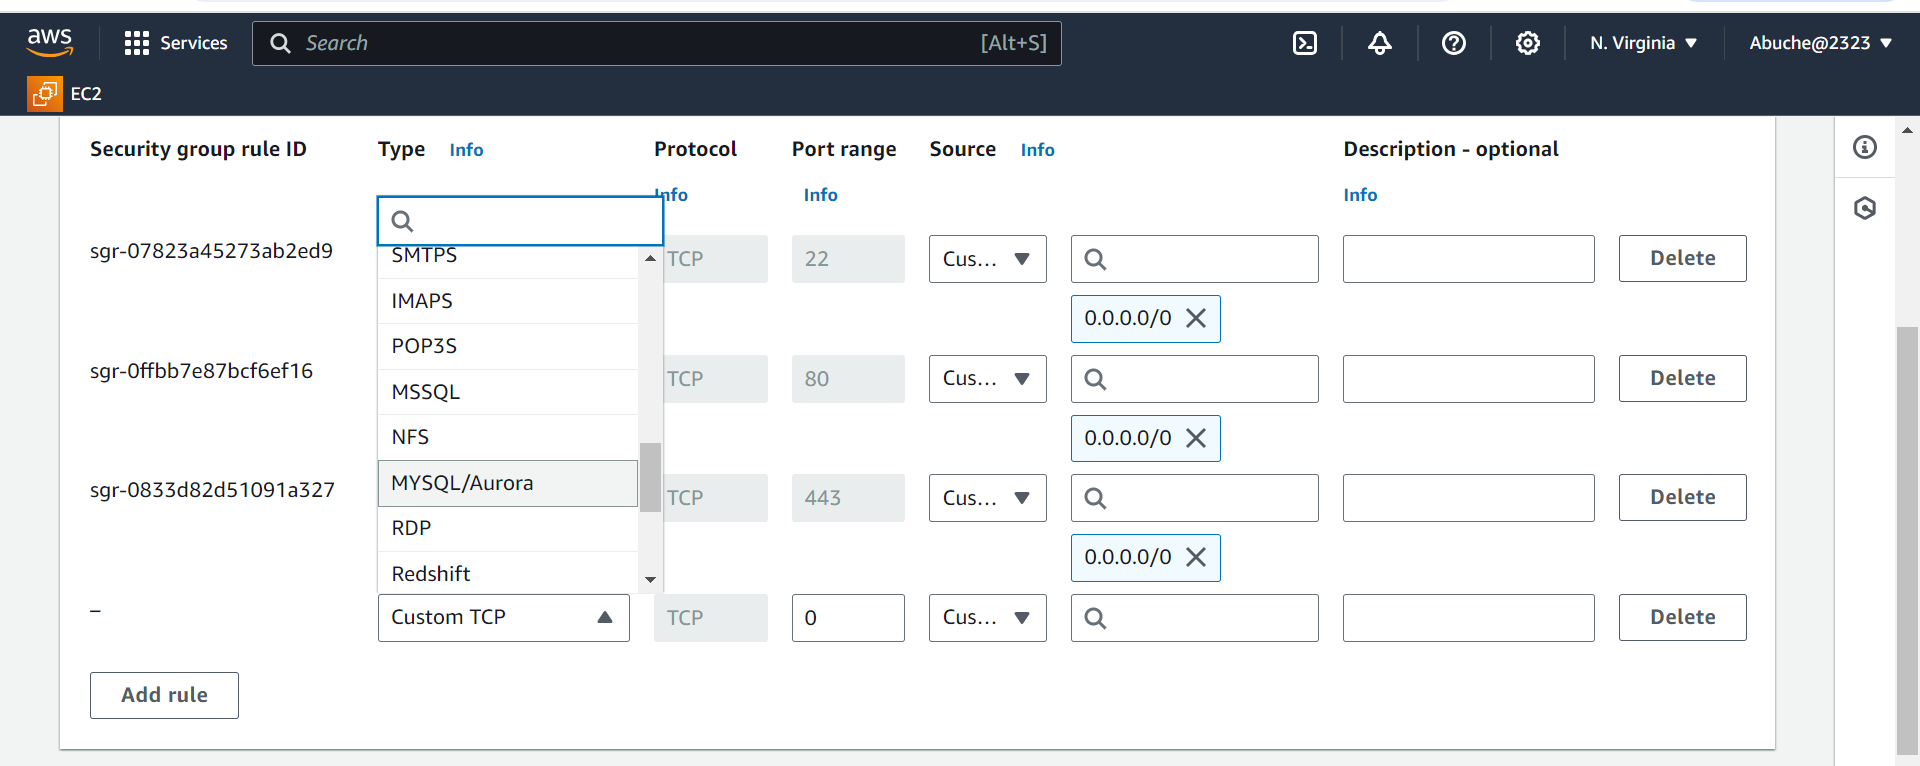 aws Services Search [Alt+S] N. Virginia Abuche@2323
EC2
Security group rule ID Type Info Protocol Port range Source Info Description - optional
Info Info Info
sgr-07823a45273ab2ed9 SMTPS TCP 22 Cus... Delete
IMAPS 0.0.0.0/0
POP3S
sgr-0ffbb7e87bcf6ef16 TCP 80 Cus... Delete
MSSQL
NFS 0.0.0.0/0
sgr-0833d82d51091a327 MYSQL/Aurora TCP 443 Cus... Delete
RDP
0.0.0.0/0
Redshift
– Custom TCP TCP 0 Cus... Delete
Add rule